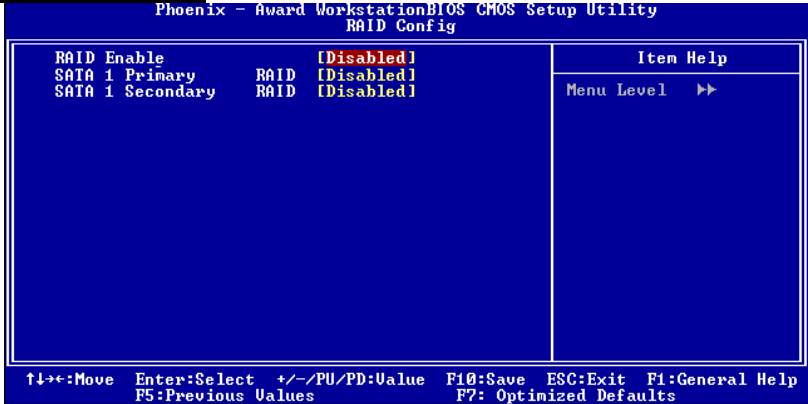 Phoenix - Award WorkstationBIOS CMOS Setup Utility
RAID Config
RAID Enable [Disabled]
SATA 1 Primary RAID [Disabled]
SATA 1 Secondary RAID [Disabled]
Item Help
Menu Level ▸▸
↑↓→←:Move Enter:Select +/-/PU/PD:Value F10:Save ESC:Exit F1:General Help
F5:Previous Values F7: Optimized Defaults